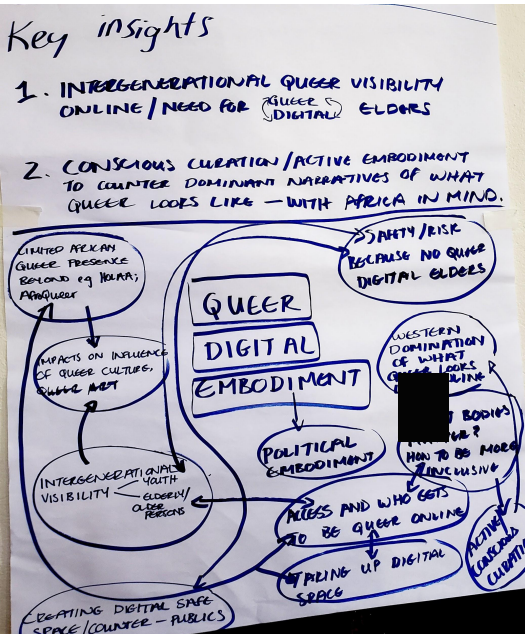 Key insights
1. INTERGENERATIONAL QUEER VISIBILITY
ONLINE/NEED FOR QUEER DIGITAL ELDERS
2. CONSCIOUS CURATION/ACTIVE EMBODIMENT
TO COUNTER DOMINANT NARRATIVES OF WHAT
QUEER LOOKS LIKE – WITH AFRICA IN MIND.
LIMITED AFRICAN
QUEER PRESENCE
BEYOND eg HOLAA;
AfroQueer
SAFETY/RISK
BECAUSE NO QUEER
DIGITAL ELDERS
QUEER
DIGITAL
EMBODIMENT
IMPACTS ON INFLUENCE
OF QUEER CULTURE,
QUEER ART
WESTERN
DOMINATION
OF WHAT
QUEER LOOKS
POLITICAL
EMBODIMENT
BODIES
HOW TO BE MORE
INCLUSIVE
INTERGENERATIONAL
VISIBILITY
YOUTH
ELDERLY/
OLDER
PERSONS
ACCESS AND WHO GETS
TO BE QUEER ONLINE
TAKING UP DIGITAL
SPACE
ACTIVE
CONSCIOUS
CREATING DIGITAL SAFE
SPACE/COUNTER – PUBLICS